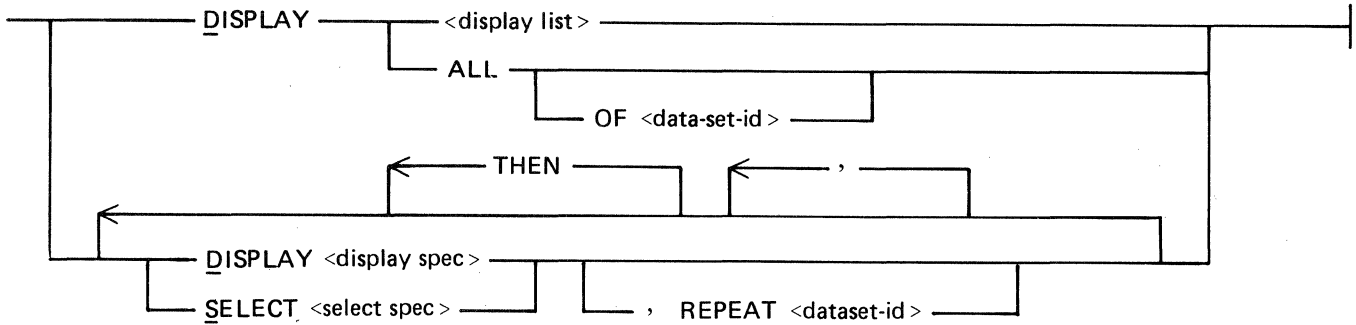 DISPLAY <display list>
ALL
OF <data-set-id>
THEN ,
DISPLAY <display spec>
SELECT <select spec> , REPEAT <dataset-id>